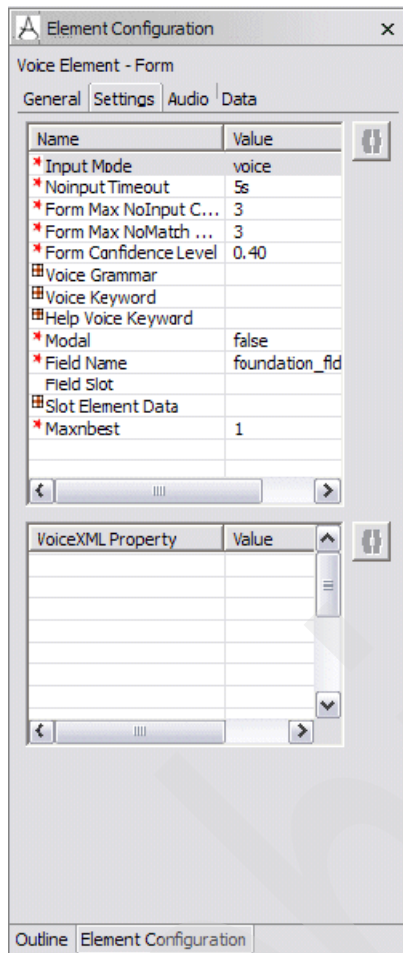 Element Configuration
Voice Element - Form
General Settings Audio Data
Name Value
* Input Mode voice
* Noinput Timeout 5s
* Form Max NoInput C... 3
* Form Max NoMatch ... 3
* Form Confidence Level 0.40
Voice Grammar
Voice Keyword
Help Voice Keyword
* Modal false
* Field Name foundation_fld
Field Slot
Slot Element Data
* Maxnbest 1
VoiceXML Property Value
Outline Element Configuration